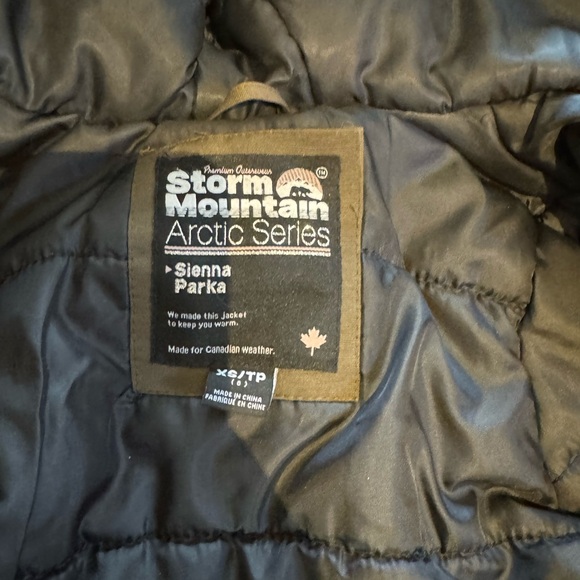 Premium Outerwear
Storm
Mountain
TM
Arctic Series
Sienna
Parka
We made this jacket
to keep you warm.
Made for Canadian weather.
XS/TP
MADE IN CHINA
FABRIQUÉ EN CHINE